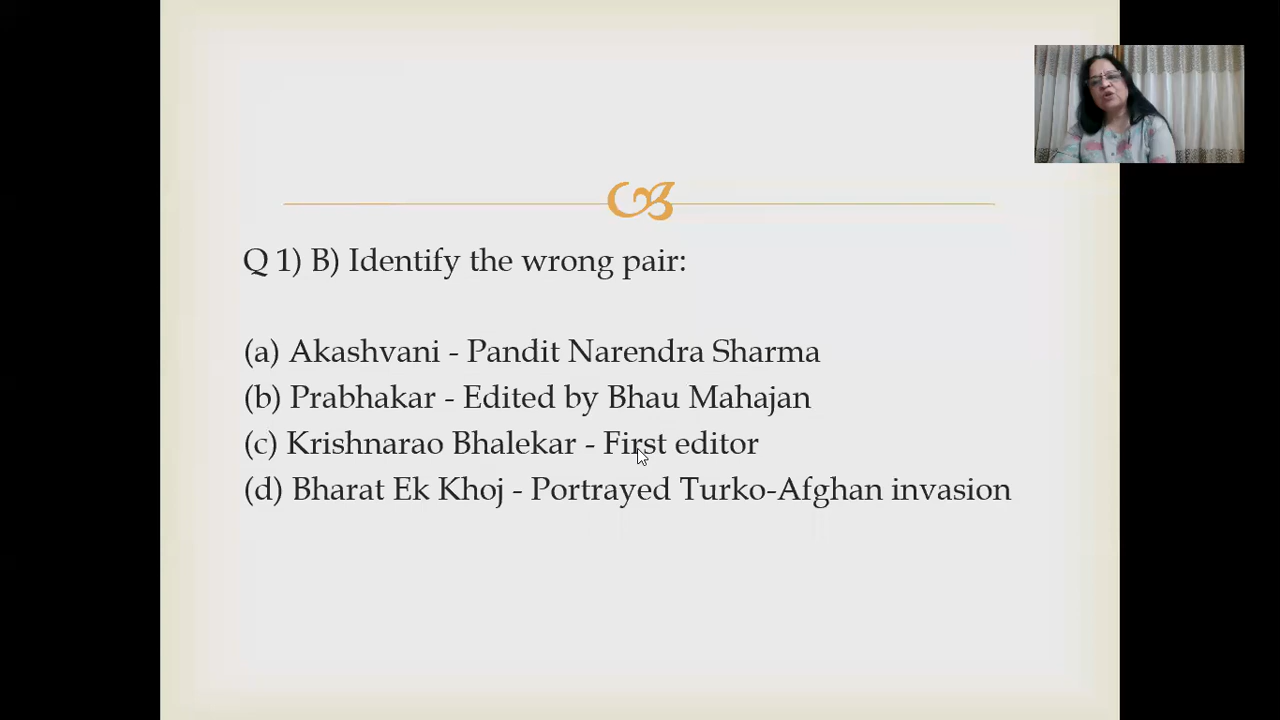 Q 1) B) Identify the wrong pair:
(a) Akashvani - Pandit Narendra Sharma
(b) Prabhakar - Edited by Bhau Mahajan
(c) Krishnarao Bhalekar - First editor
(d) Bharat Ek Khoj - Portrayed Turko-Afghan invasion